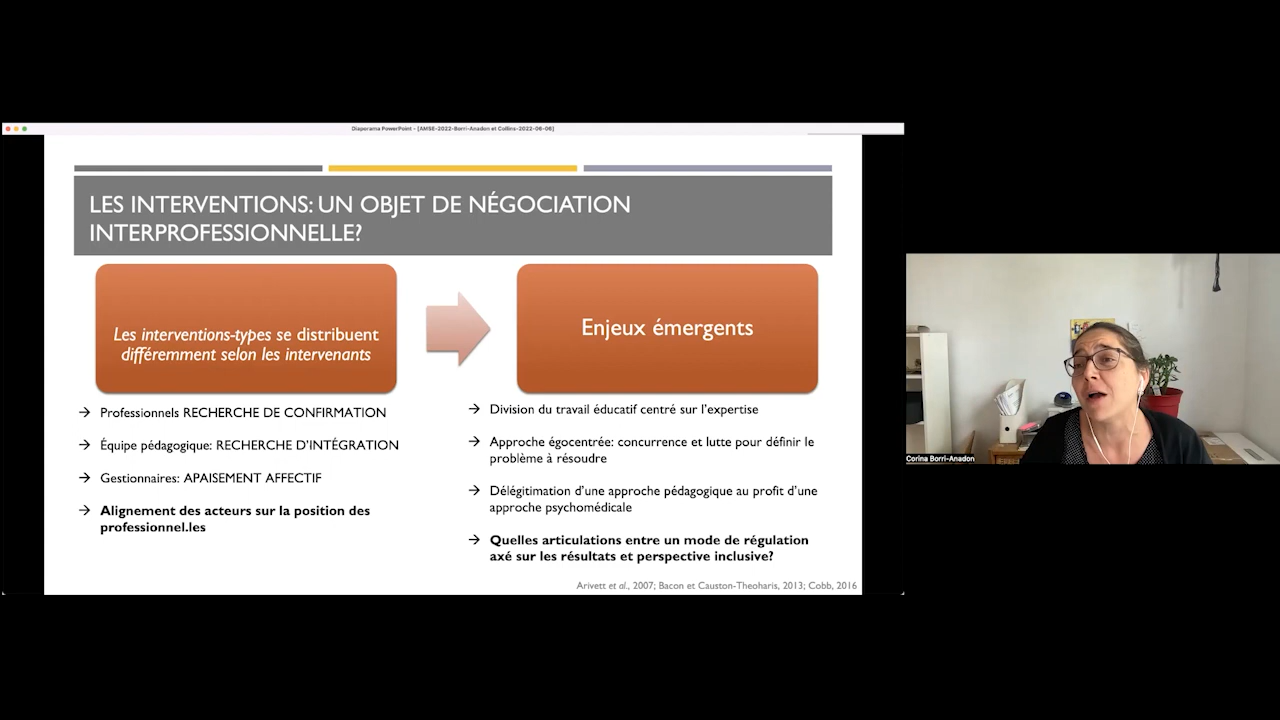 Diaporama PowerPoint - [AMSE-2022-Borri-Anadon et Collins-2022-06-06]
LES INTERVENTIONS: UN OBJET DE NÉGOCIATION
INTERPROFESSIONNELLE?
Les interventions-types se distribuent
différemment selon les intervenants
→ Professionnels RECHERCHE DE CONFIRMATION
→ Équipe pédagogique: RECHERCHE D'INTÉGRATION
→ Gestionnaires: APAISEMENT AFFECTIF
→ Alignement des acteurs sur la position des
professionnel.les
Enjeux émergents
→ Division du travail éducatif centré sur l'expertise
→ Approche égocentrée: concurrence et lutte pour définir le
problème à résoudre
→ Délégitimation d'une approche pédagogique au profit d'une
approche psychomédicale
→ Quelles articulations entre un mode de régulation
axé sur les résultats et perspective inclusive?
Arivett et al., 2007; Bacon et Causton-Theoharis, 2013; Cobb, 2016
Corina Borri-Anadon